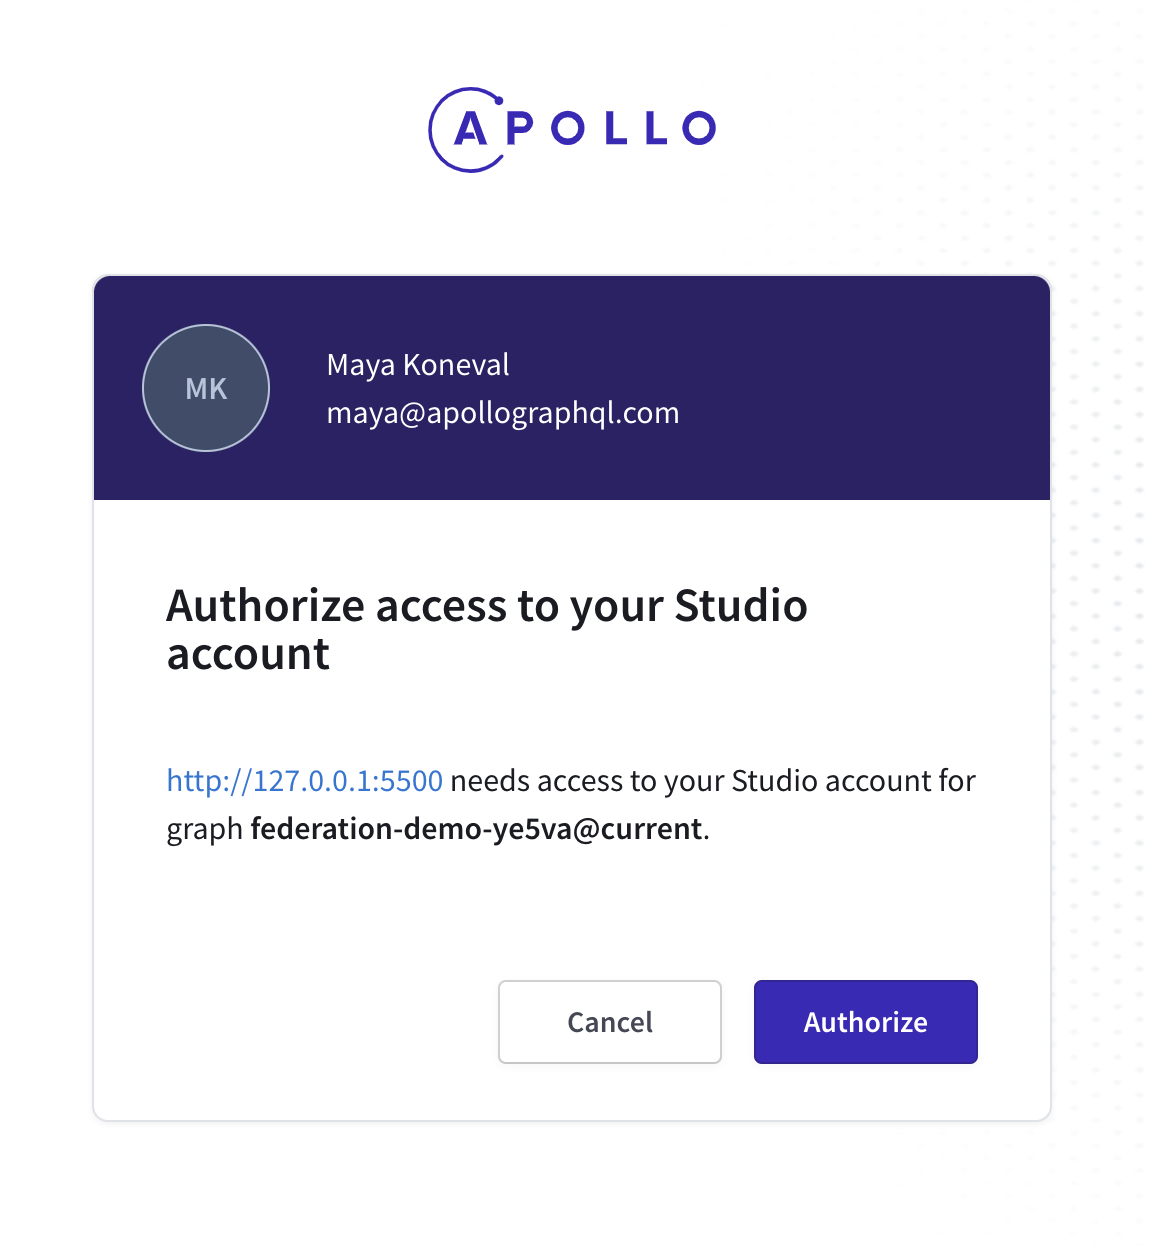 APOLLO
MK
Maya Koneval
maya@apollographql.com
Authorize access to your Studio
account
http://127.0.0.1:5500 needs access to your Studio account for
graph federation-demo-ye5va@current.
Cancel
Authorize